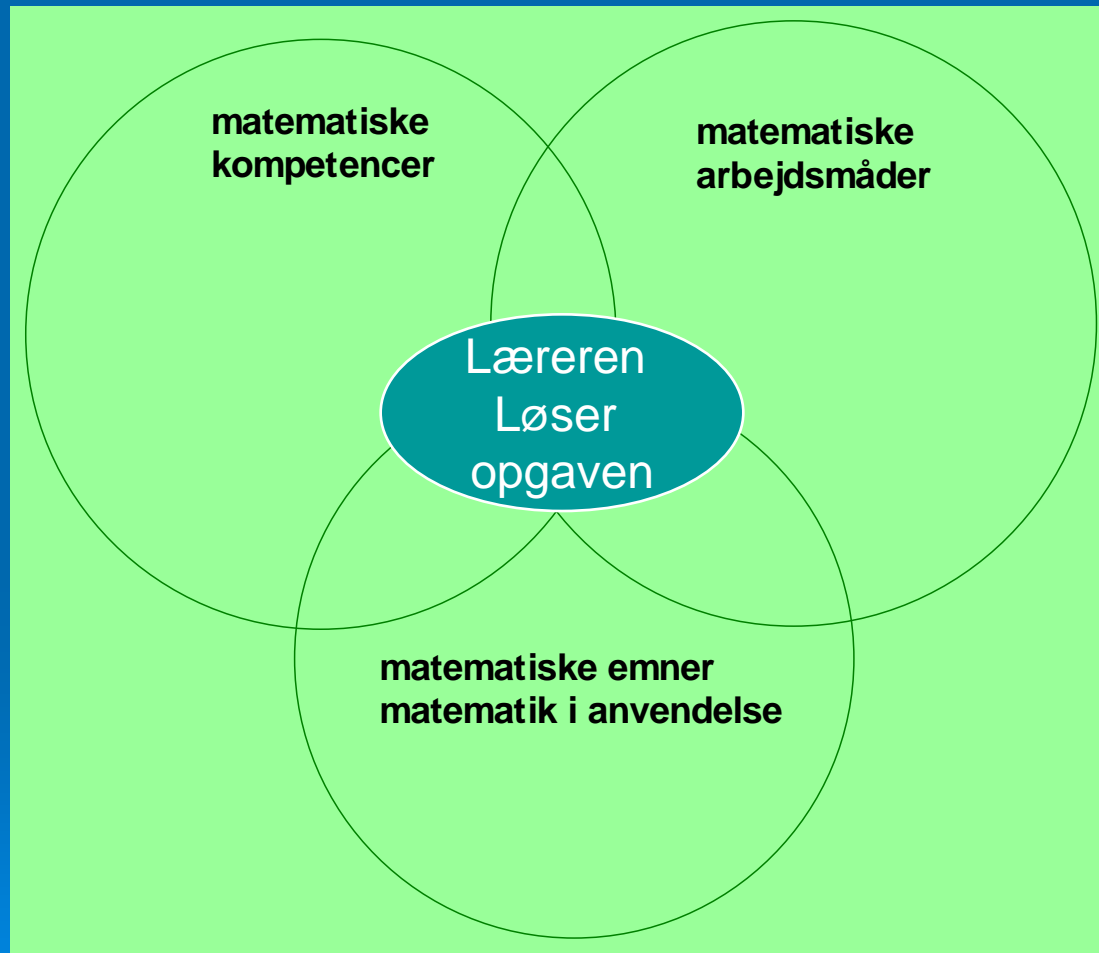 matematiske
kompetencer
matematiske
arbejdsmåder
Læreren
Løser
opgaven
matematiske emner
matematik i anvendelse